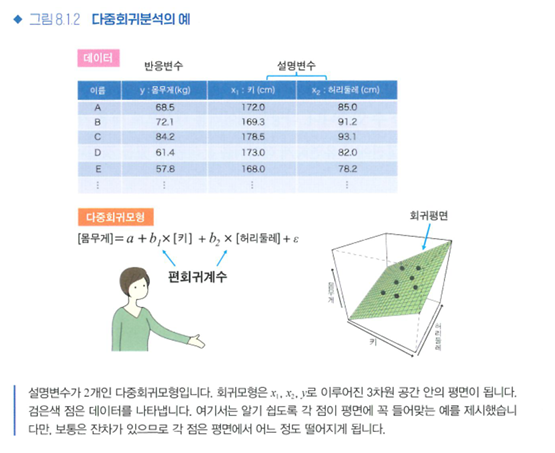 ◆ 그림 8.1.2 다중회귀분석의 예
데이터
반응변수 설명변수
이름 y : 몸무게(kg) x₁ : 키 (cm) x₂ : 허리둘레 (cm)
A 68.5 172.0 85.0
B 72.1 169.3 91.2
C 84.2 178.5 93.1
D 61.4 173.0 82.0
E 57.8 168.0 78.2
⋮ ⋮ ⋮ ⋮
다중회귀모형
[몸무게]= a + b₁×[키] + b₂ × [허리둘레] + ε
편회귀계수
회귀평면
몸무게
키
허리둘레
설명변수가 2개인 다중회귀모형입니다. 회귀모형은 x₁, x₂, y로 이루어진 3차원 공간 안의 평면이 됩니다.
검은색 점은 데이터를 나타냅니다. 여기서는 알기 쉽도록 각 점이 평면에 꼭 들어맞는 예를 제시했습니
다만, 보통은 잔차가 있으므로 각 점은 평면에서 어느 정도 떨어지게 됩니다.